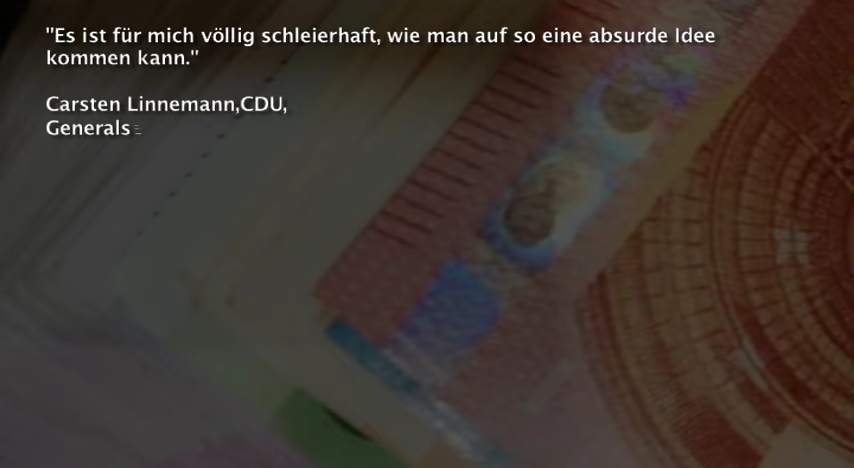 "Es ist für mich völlig schleierhaft, wie man auf so eine absurde Idee
kommen kann."
Carsten Linnemann,CDU,
Generals